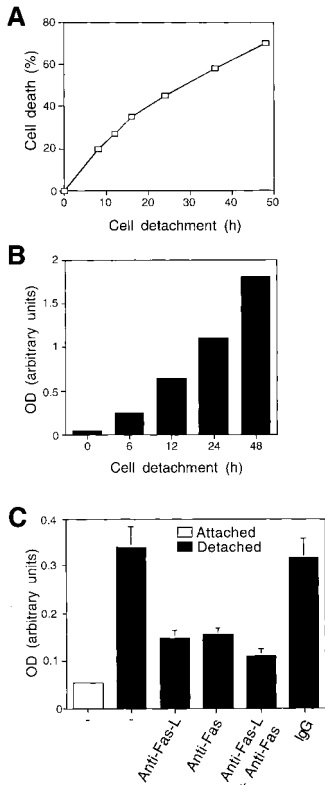 A
Cell death (%)
80
60
40
20
0
0 10 20 30 40 50
Cell detachment (h)
B
OD (arbitrary units)
2
1.5
1
0.5
0
0 6 12 24 48
Cell detachment (h)
C
OD (arbitrary units)
0.4
0.3
0.2
0.1
0
Attached
Detached
-
-
Anti-Fas-L
Anti-Fas
Anti-Fas-L
Anti-Fas
IgG